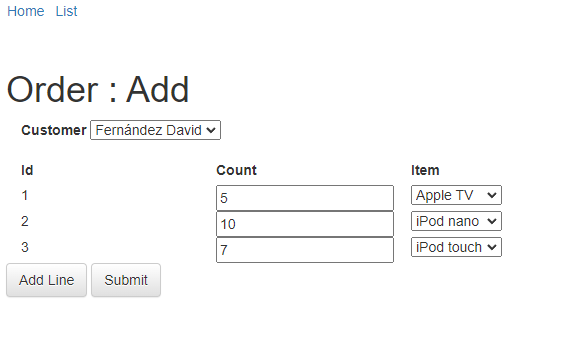 Home List
Order : Add
Customer Fernández David
Id Count Item
1 5 Apple TV
2 10 iPod nano
3 7 iPod touch
Add Line Submit